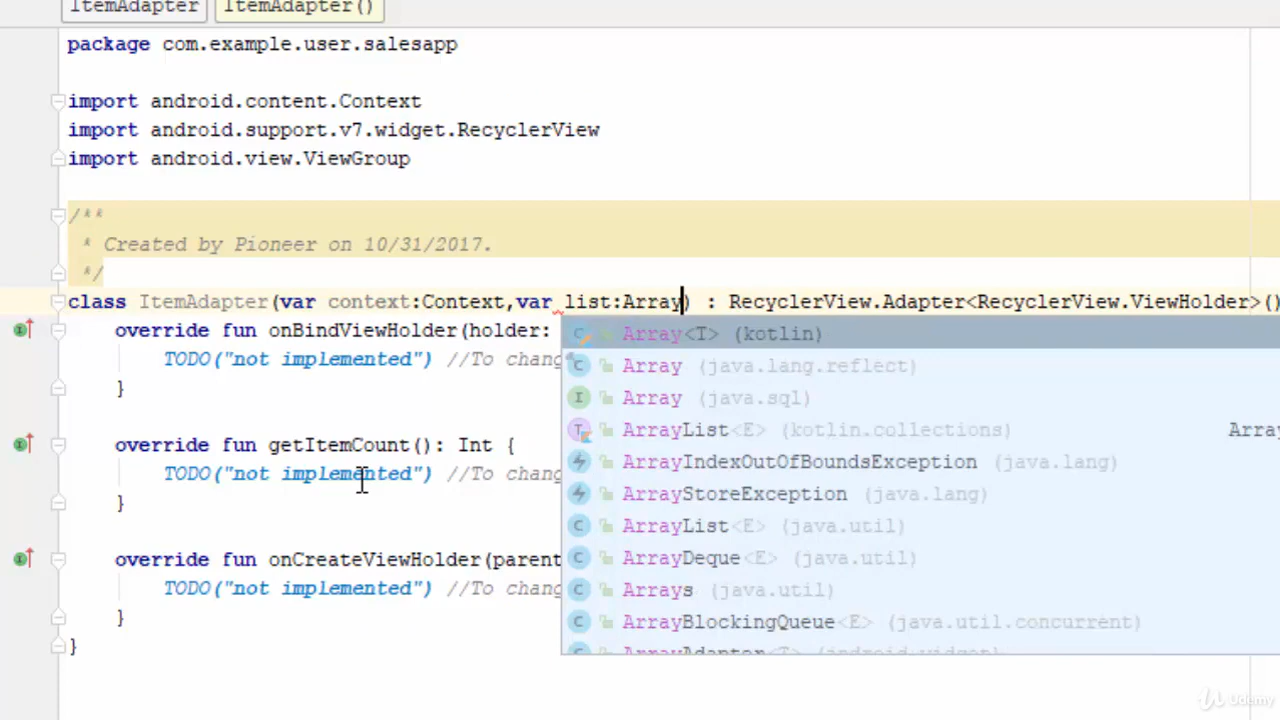 ItemAdapter ItemAdapter()
package com.example.user.salesapp
import android.content.Context
import android.support.v7.widget.RecyclerView
import android.view.ViewGroup
/**
* Created by Pioneer on 10/31/2017.
*/
class ItemAdapter(var context:Context,var list:Array) : RecyclerView.Adapter<RecyclerView.ViewHolder>()
override fun onBindViewHolder(holder:
Array<T> (kotlin)
TODO("not implemented") //To chang
Array (java.lang.reflect)
}
Array (java.sql)
ArrayList<E> (kotlin.collections) Array
override fun getItemCount(): Int {
ArrayIndexOutOfBoundsException (java.lang)
TODO("not implemented") //To chang
ArrayStoreException (java.lang)
}
ArrayList<E> (java.util)
override fun onCreateViewHolder(parent
ArrayDeque<E> (java.util)
TODO("not implemented") //To chang
Arrays (java.util)
}
ArrayBlockingQueue<E> (java.util.concurrent)
}
ArrayAdapter<T> (android.widget)
Udemy